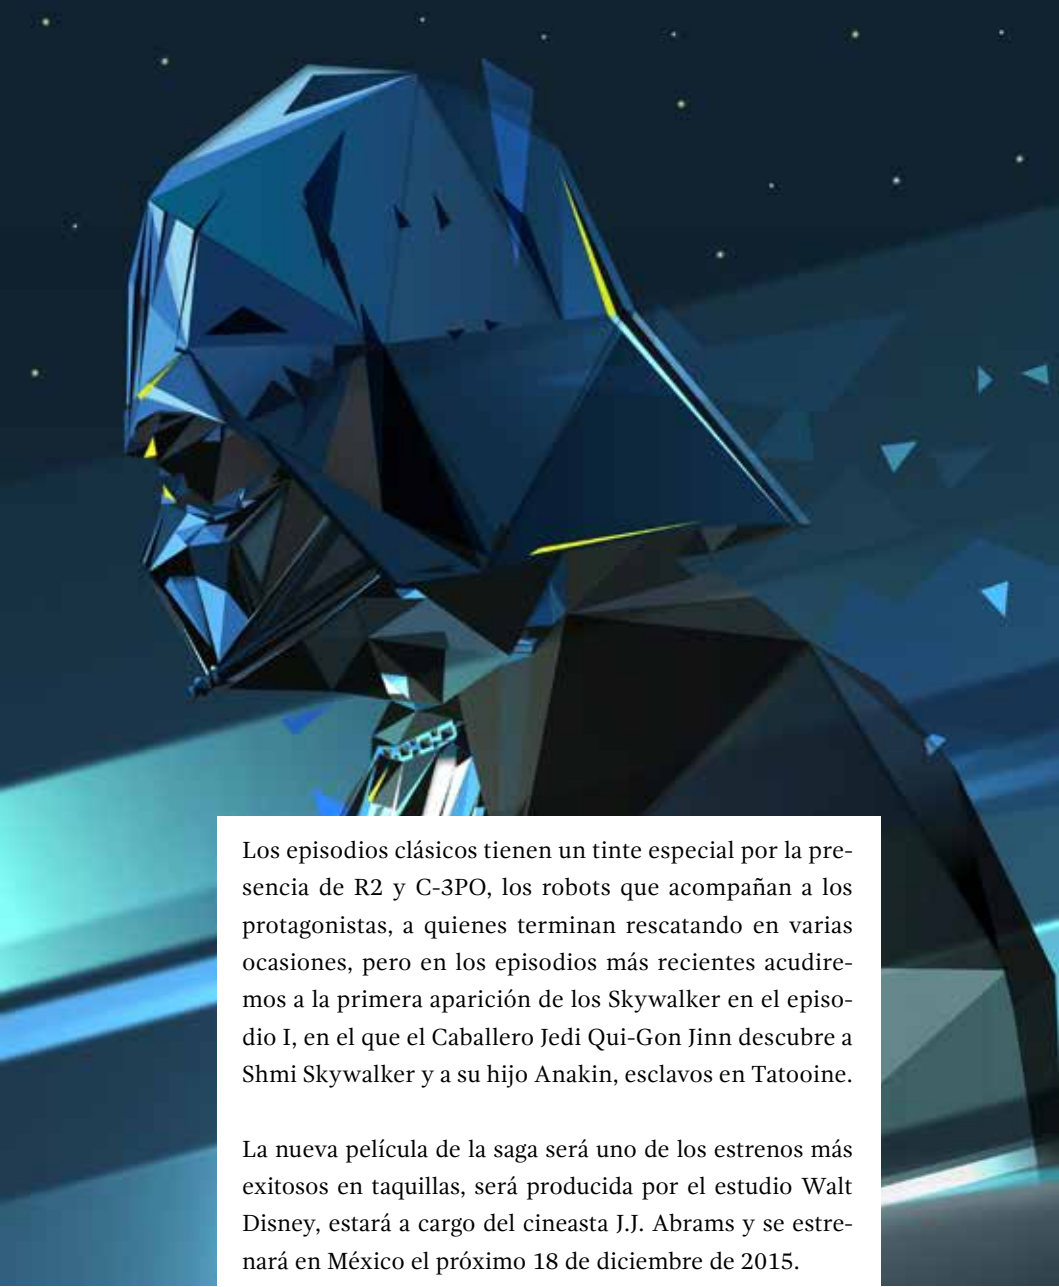 Los episodios clásicos tienen un tinte especial por la pre-
sencia de R2 y C-3PO, los robots que acompañan a los
protagonistas, a quienes terminan rescatando en varias
ocasiones, pero en los episodios más recientes acudire-
mos a la primera aparición de los Skywalker en el episo-
dio I, en el que el Caballero Jedi Qui-Gon Jinn descubre a
Shmi Skywalker y a su hijo Anakin, esclavos en Tatooine.
La nueva película de la saga será uno de los estrenos más
exitosos en taquillas, será producida por el estudio Walt
Disney, estará a cargo del cineasta J.J. Abrams y se estre-
nará en México el próximo 18 de diciembre de 2015.